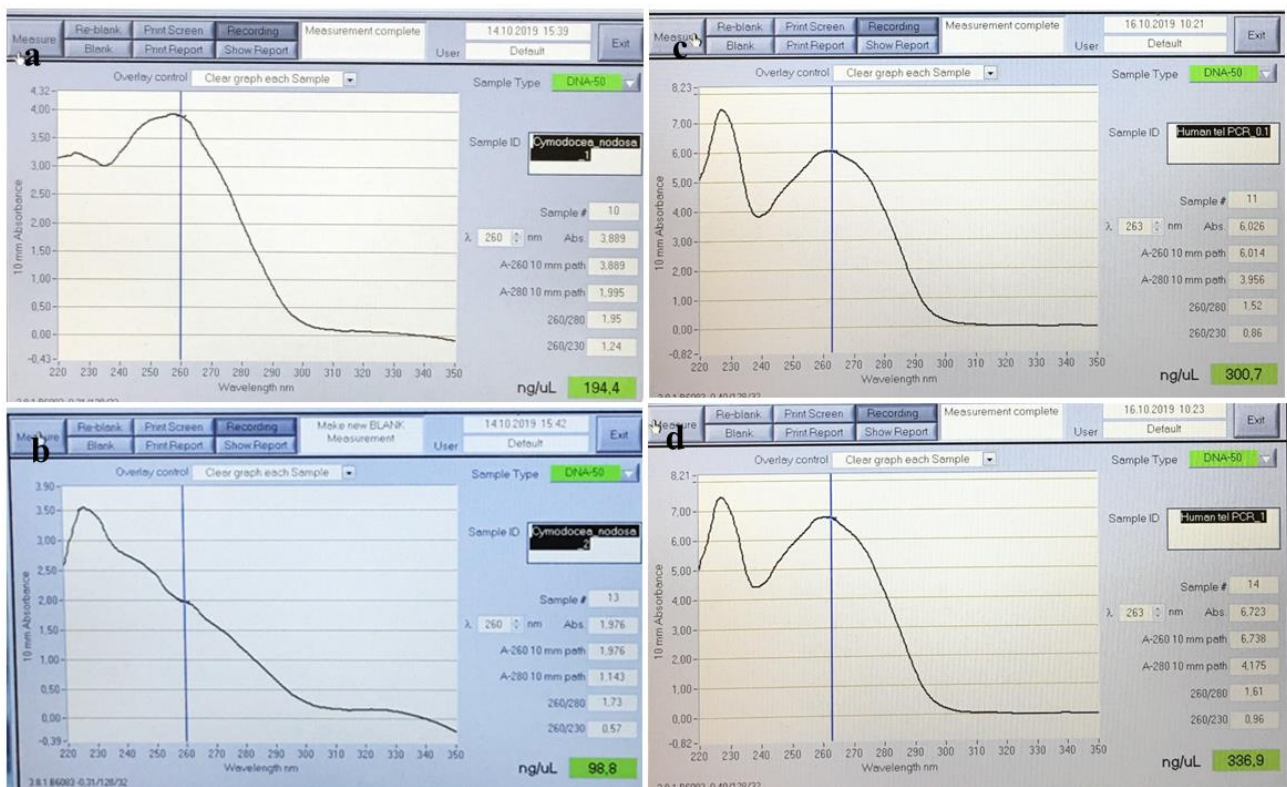 a
Measure
Re-blank Print Screen Recording
Blank Print Report Show Report
Measurement complete
14.10.2019 15:39
User Default
Exit
Overlay control Clear graph each Sample
Sample Type DNA-50
Sample ID Cymodocea_nodosa
_1
Sample # 10
λ 260 nm Abs. 3,889
A-260 10 mm path 3,889
A-280 10 mm path 1,995
260/280 1,95
260/230 1,24
ng/uL 194,4
10 mm Absorbance
4,32
4,00
3,50
3,00
2,50
2,00
1,50
1,00
0,50
0,00
-0,43
220 230 240 250 260 270 280 290 300 310 320 330 340 350
Wavelength nm
c
Measure
Re-blank Print Screen Recording
Blank Print Report Show Report
Measurement complete
16.10.2019 10:21
User Default
Exit
Overlay control Clear graph each Sample
Sample Type DNA-50
Sample ID Human tel PCR_0.1
Sample # 11
λ 263 nm Abs. 6,026
A-260 10 mm path 6,014
A-280 10 mm path 3,956
260/280 1,52
260/230 0,86
ng/uL 300,7
10 mm Absorbance
8,23
7,00
6,00
5,00
4,00
3,00
2,00
1,00
0,00
-0,82
220 230 240 250 260 270 280 290 300 310 320 330 340 350
Wavelength nm
b
Measure
Re-blank Print Screen Recording
Blank Print Report Show Report
Make new BLANK
Measurement
14.10.2019 15:42
User Default
Exit
Overlay control Clear graph each Sample
Sample Type DNA-50
Sample ID Cymodocea_nodosa
_2
Sample # 13
λ 260 nm Abs. 1,976
A-260 10 mm path 1,976
A-280 10 mm path 1,143
260/280 1,73
260/230 0,57
ng/uL 98,8
10 mm Absorbance
3,90
3,50
3,00
2,50
2,00
1,50
1,00
0,50
0,00
-0,39
220 230 240 250 260 270 280 290 300 310 320 330 340 350
Wavelength nm
3.8.1 B6093 -0.31/128/32
d
Measure
Re-blank Print Screen Recording
Blank Print Report Show Report
Measurement complete
16.10.2019 10:23
User Default
Exit
Overlay control Clear graph each Sample
Sample Type DNA-50
Sample ID Human tel PCR_1
Sample # 14
λ 263 nm Abs. 6,723
A-260 10 mm path 6,738
A-280 10 mm path 4,175
260/280 1,61
260/230 0,96
ng/uL 336,9
10 mm Absorbance
8,21
7,00
6,00
5,00
4,00
3,00
2,00
1,00
0,00
-0,82
220 230 240 250 260 270 280 290 300 310 320 330 340 350
Wavelength nm